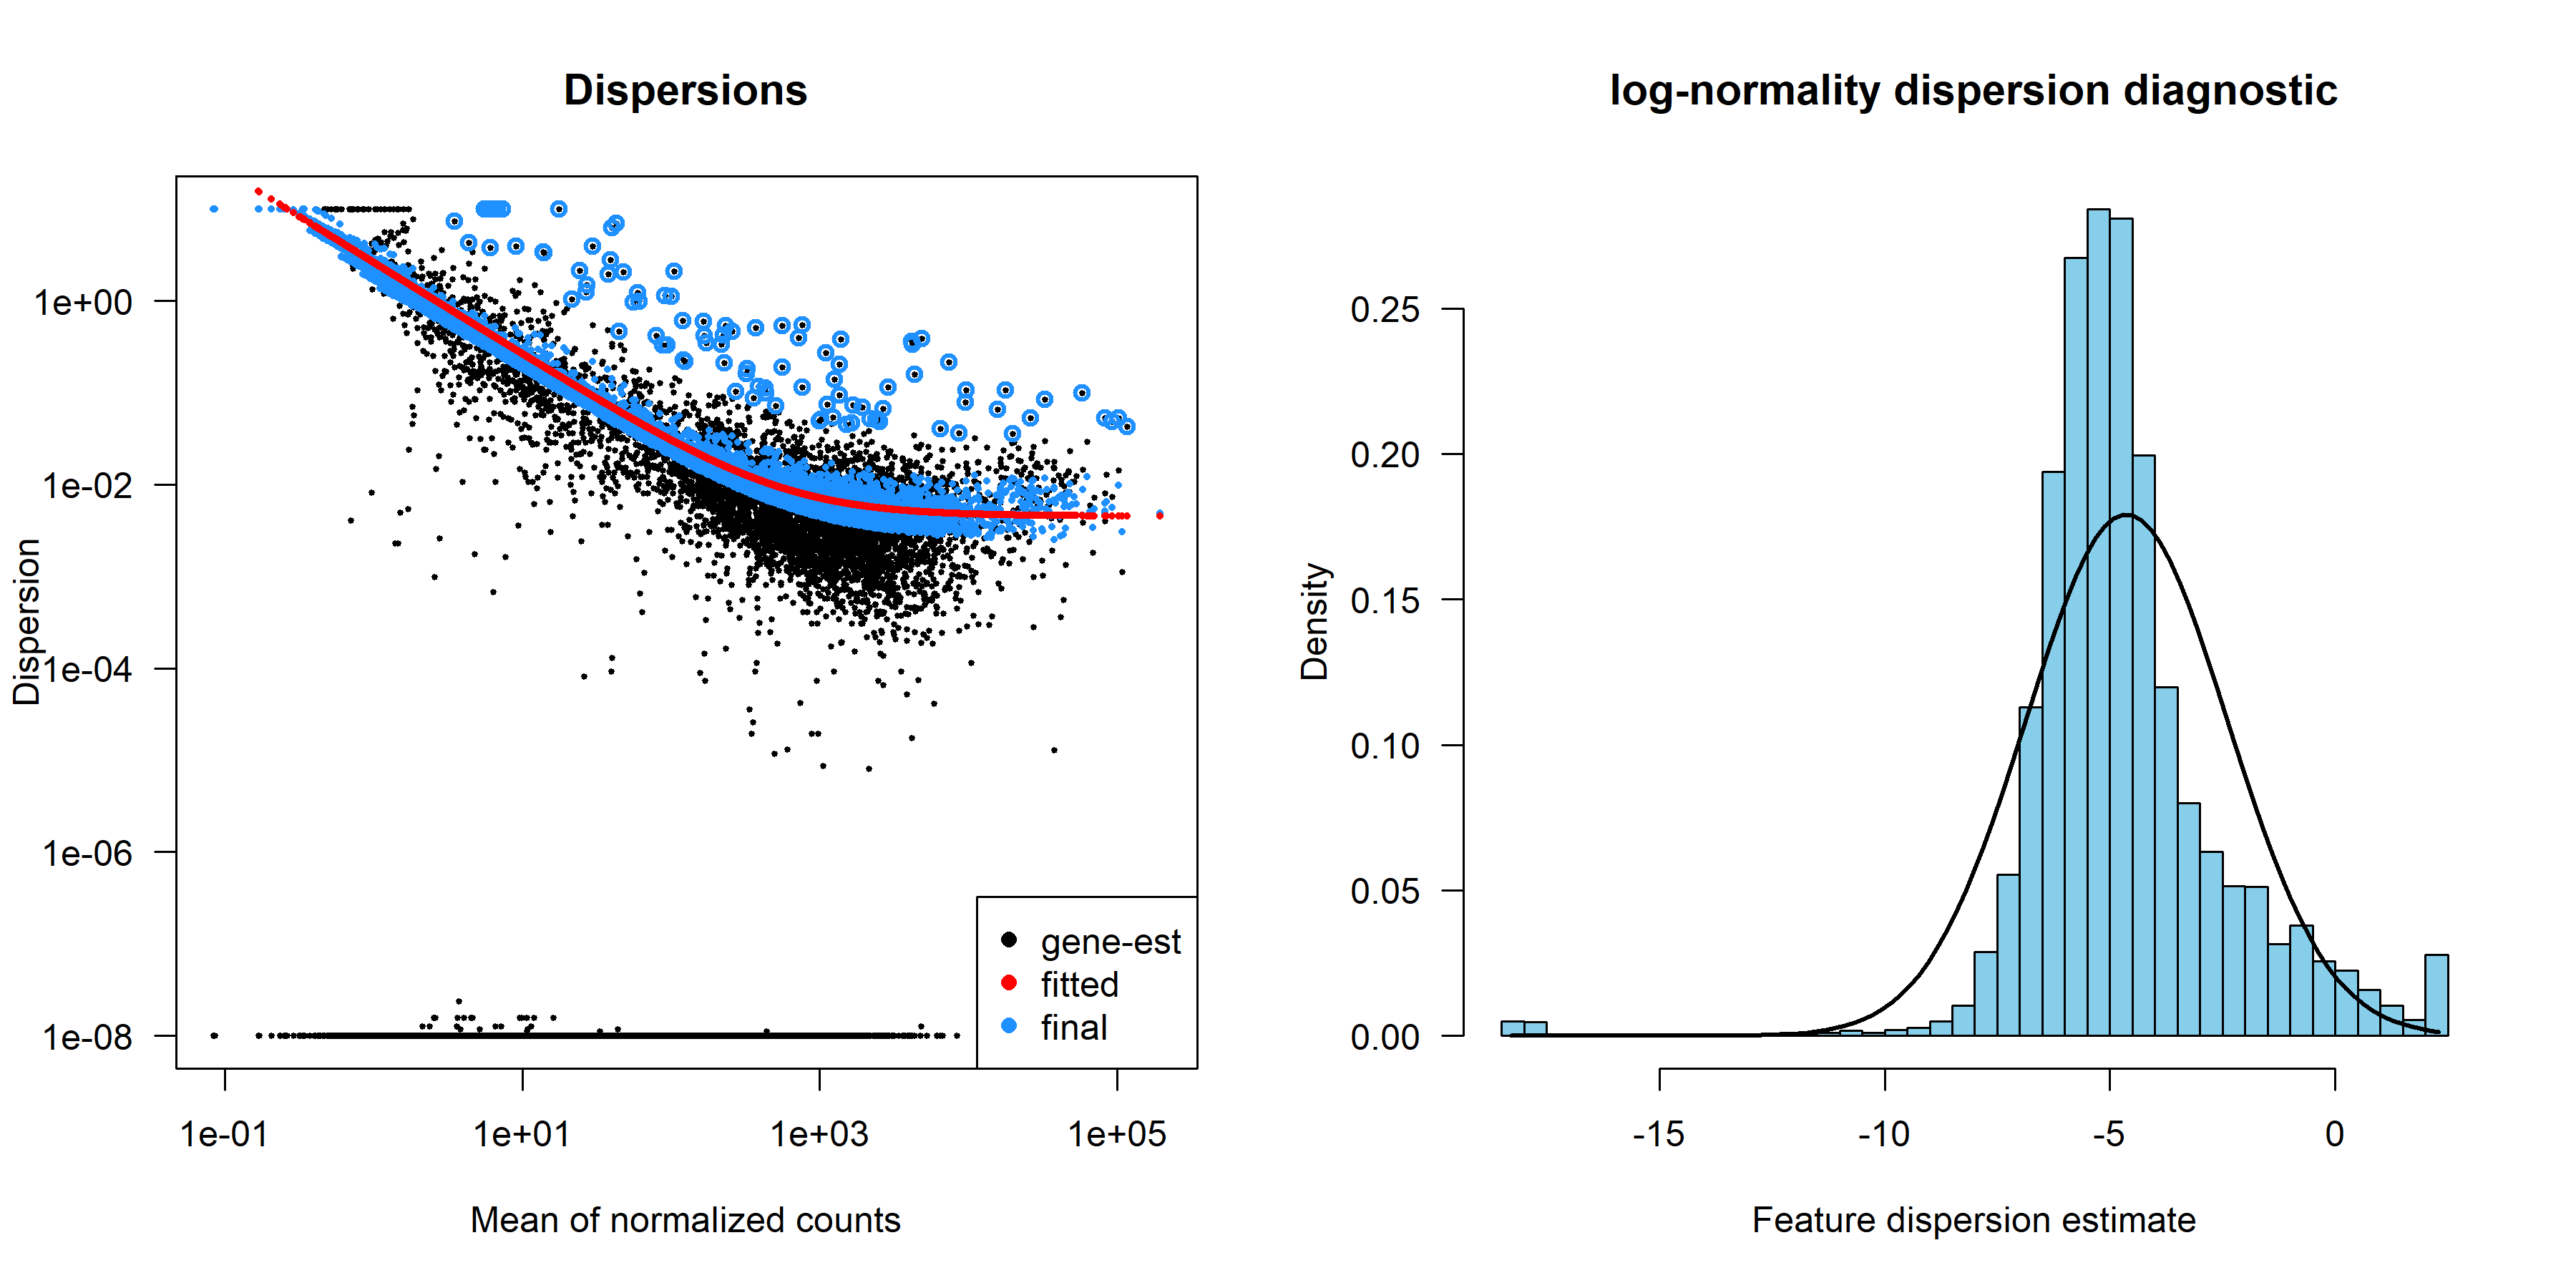 Dispersions
Dispersion
1e+00
1e-02
1e-04
1e-06
1e-08
gene-est
fitted
final
1e-01 1e+01 1e+03 1e+05
Mean of normalized counts
log-normality dispersion diagnostic
Density
0.25
0.20
0.15
0.10
0.05
0.00
-15 -10 -5 0
Feature dispersion estimate